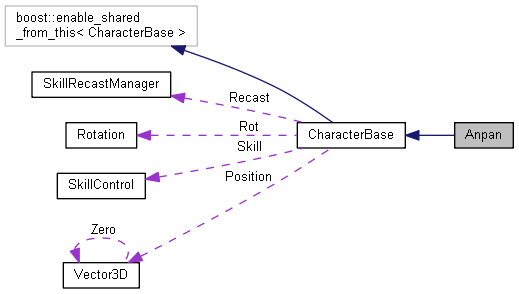 boost::enable_shared
_from_this< CharacterBase >
SkillRecastManager
Recast
Rotation
Rot
CharacterBase
Anpan
Skill
SkillControl
Position
Zero
Vector3D